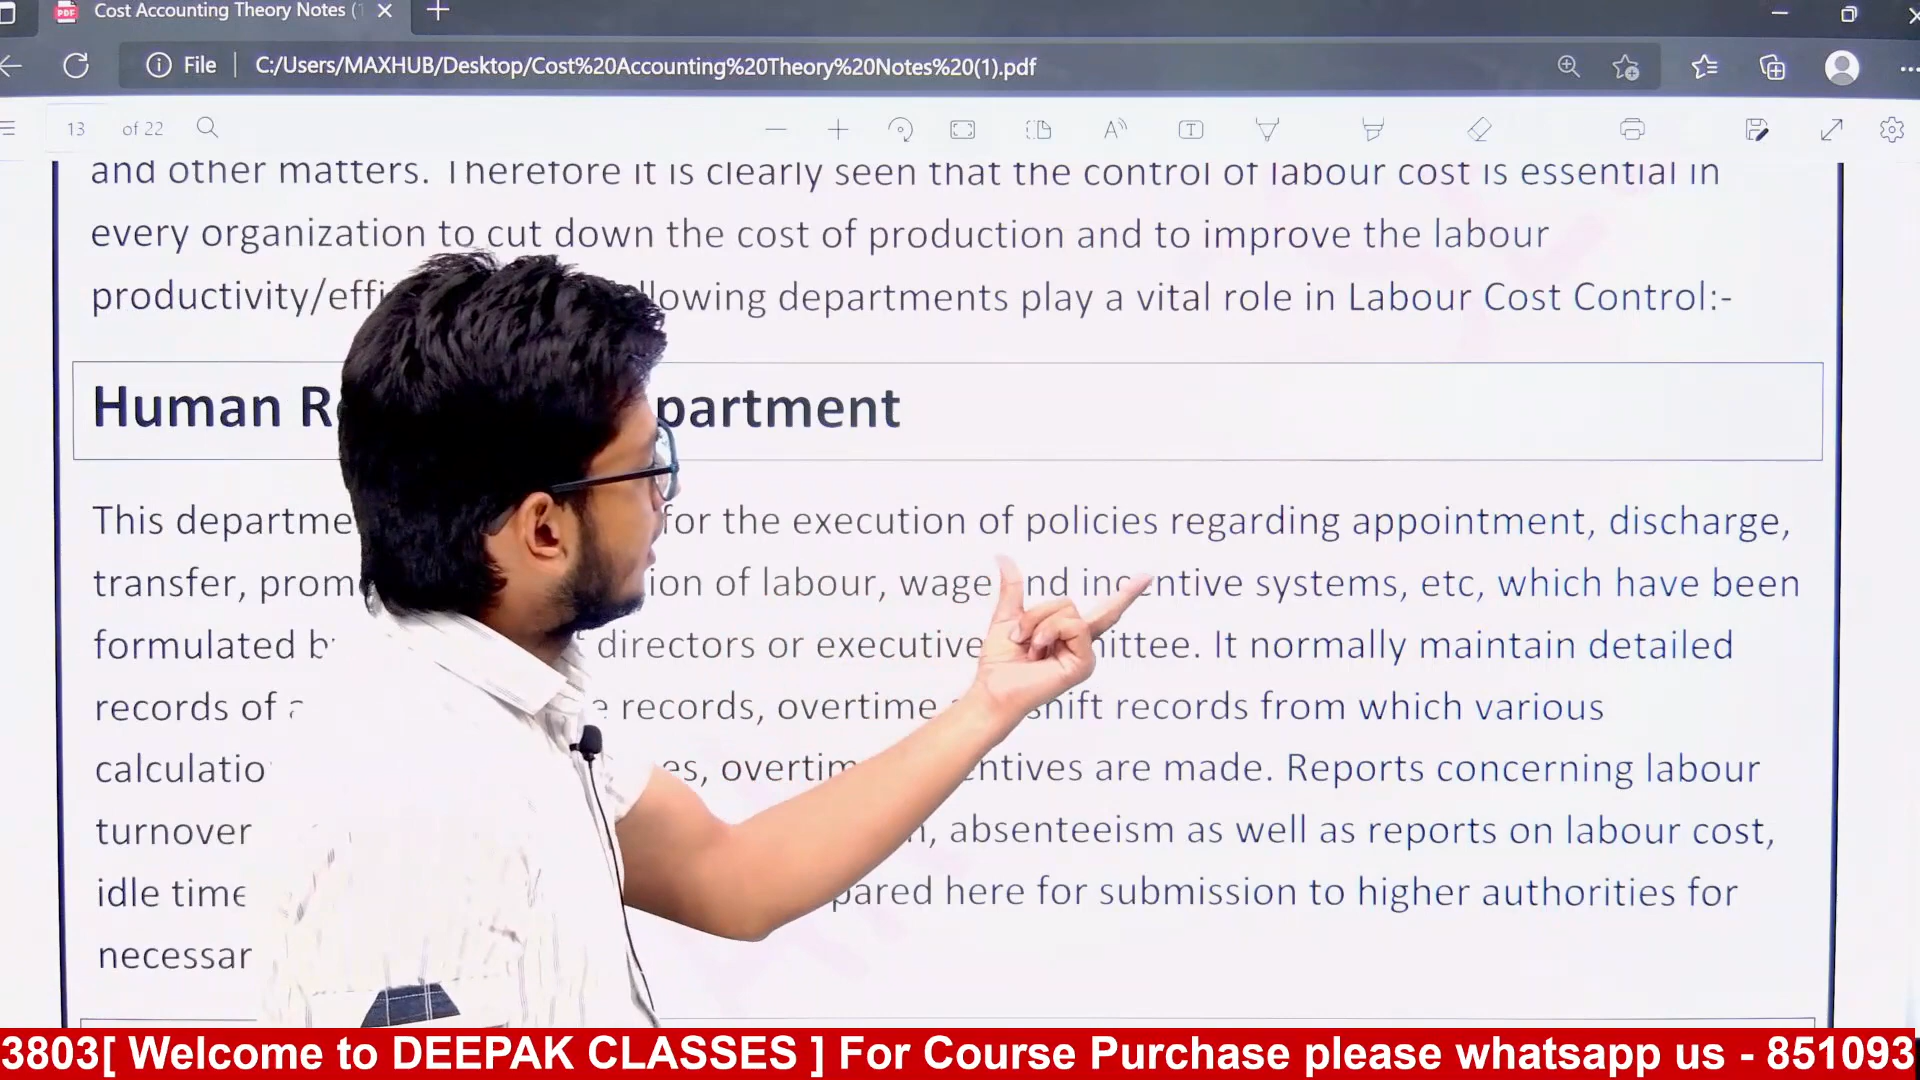 Cost Accounting Theory Notes (1
File
C:/Users/MAXHUB/Desktop/Cost%20Accounting%20Theory%20Notes%20(1).pdf
13 of 22
and other matters. Therefore it is clearly seen that the control of labour cost is essential in
every organization to cut down the cost of production and to improve the labour
productivity/effi llowing departments play a vital role in Labour Cost Control:-
Human R partment
This departme for the execution of policies regarding appointment, discharge,
transfer, prom ion of labour, wage nd incentive systems, etc, which have been
formulated b directors or executive mittee. It normally maintain detailed
records of records, overtime shift records from which various
calculatio es, overtim ntives are made. Reports concerning labour
turnover absenteeism as well as reports on labour cost,
idle time pared here for submission to higher authorities for
necessar
3803[ Welcome to DEEPAK CLASSES ] For Course Purchase please whatsapp us - 851093